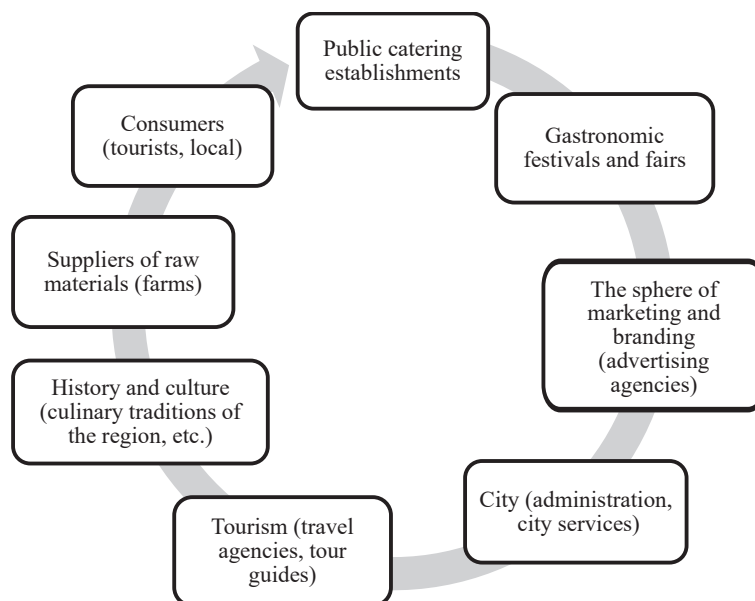 Public catering
establishments
Gastronomic
festivals and fairs
The sphere of
marketing and
branding
(advertising
agencies)
City (administration,
city services)
Tourism (travel
agencies, tour
guides)
History and culture
(culinary traditions of
the region, etc.)
Suppliers of raw
materials (farms)
Consumers
(tourists, local)